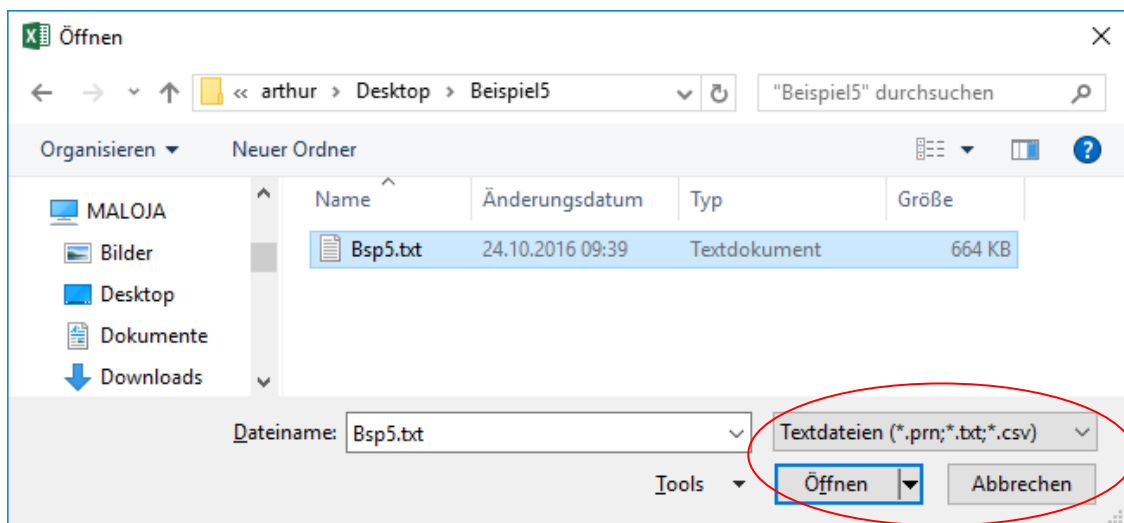 Öffnen
« arthur > Desktop > Beispiel5 "Beispiel5" durchsuchen
Organisieren Neuer Ordner
Name Änderungsdatum Typ Größe
MALOJA
Bsp5.txt 24.10.2016 09:39 Textdokument 664 KB
Bilder
Desktop
Dokumente
Downloads
Dateiname: Bsp5.txt Textdateien (*.prn;*.txt;*.csv)
Tools Öffnen Abbrechen